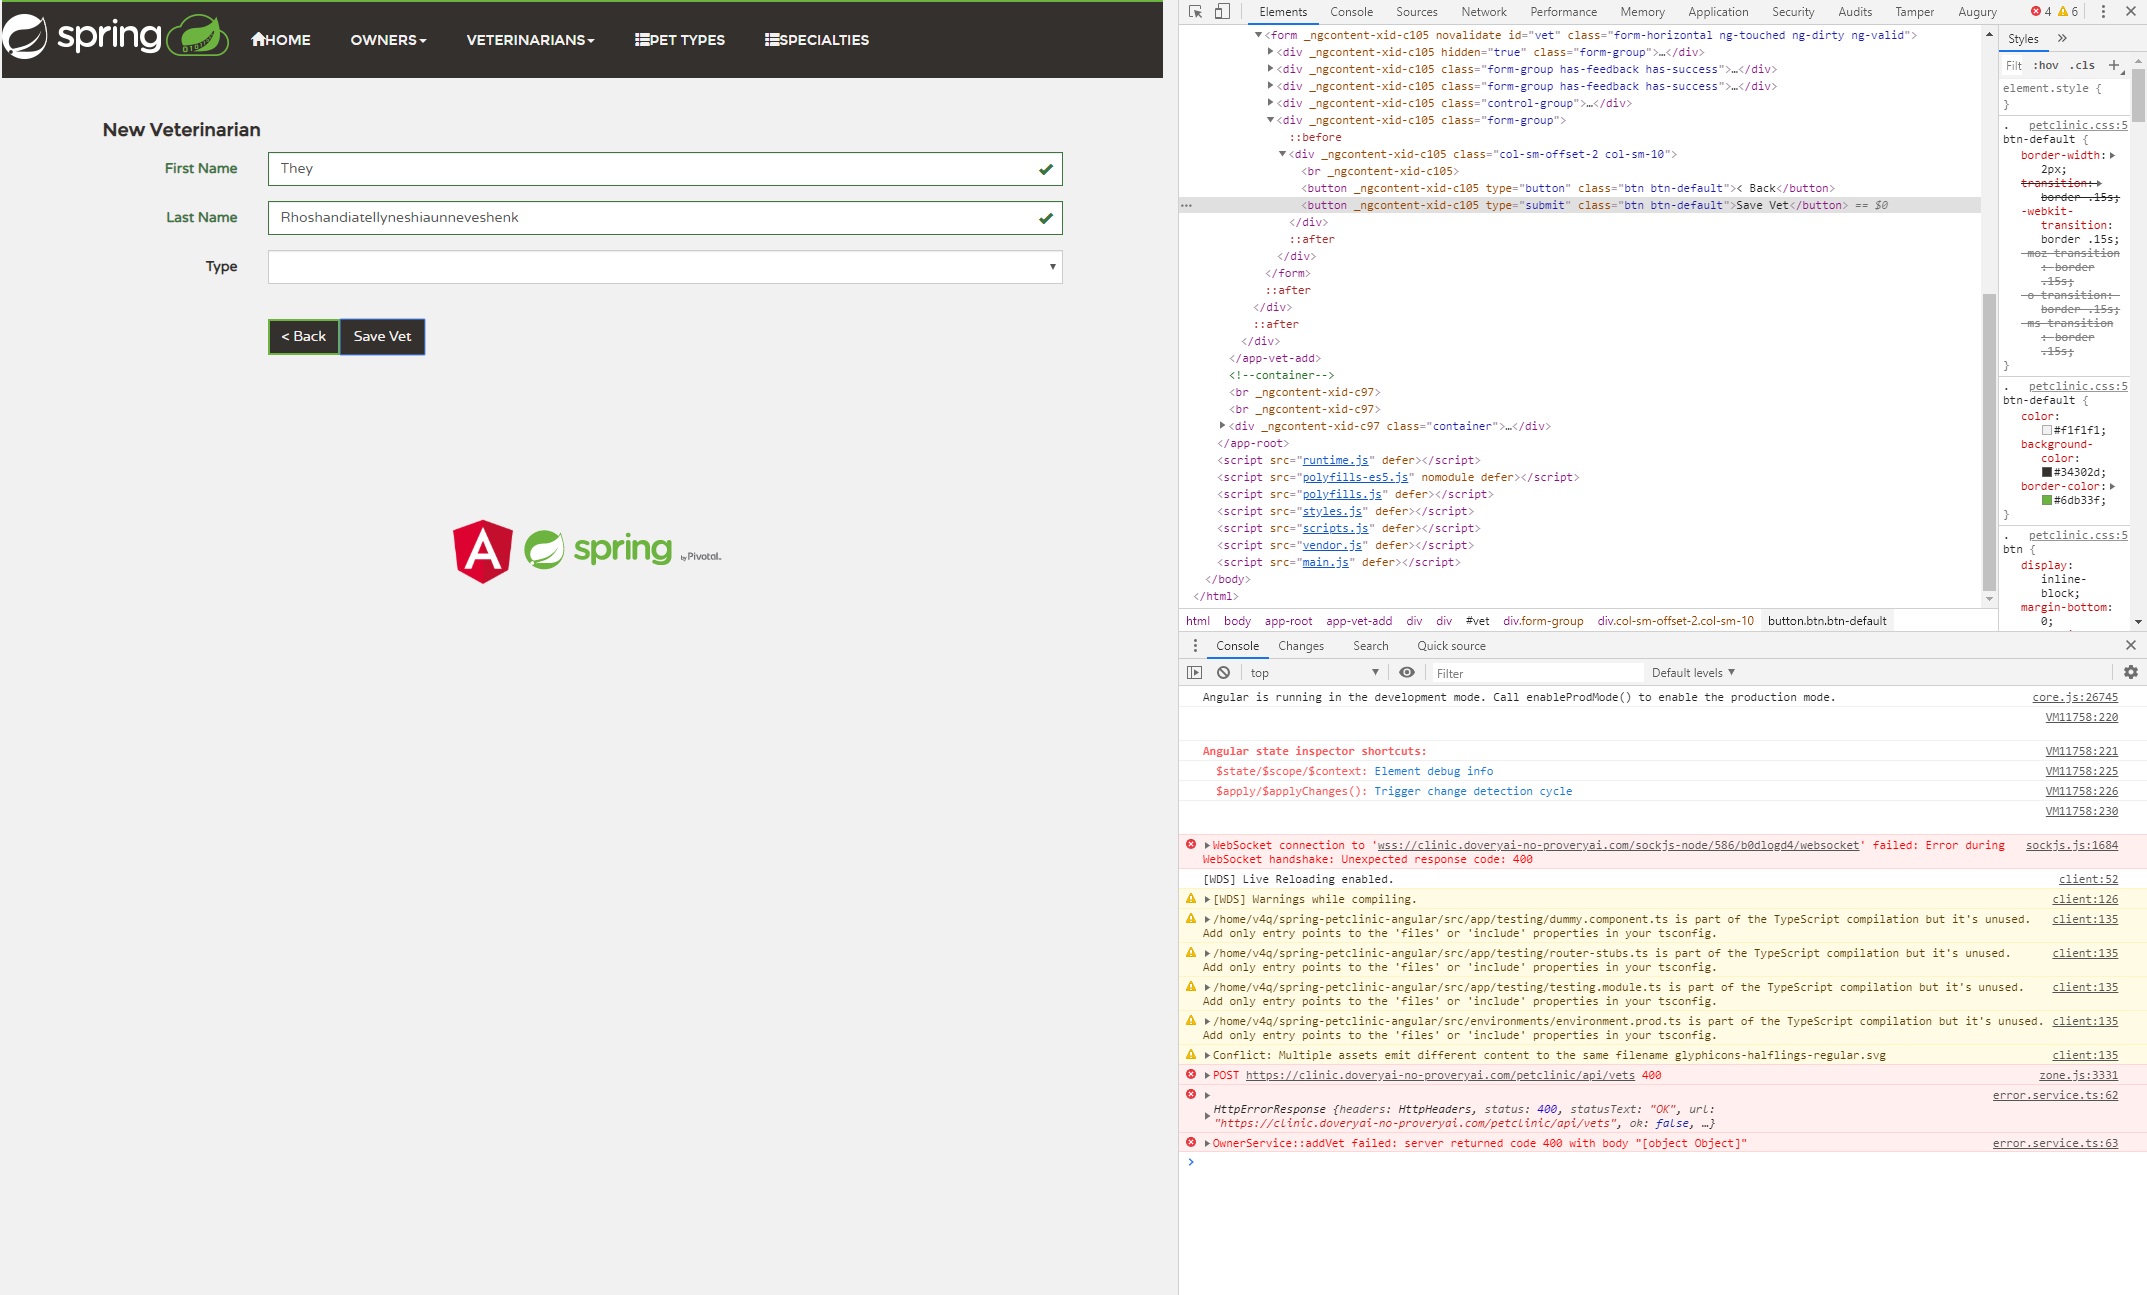 spring
HOME OWNERS VETERINARIANS PET TYPES SPECIALTIES
New Veterinarian
First Name They
Last Name Rhoshandiatellyneshiaunneveshenk
Type
< Back Save Vet
spring by Pivotal.
Elements Console Sources Network Performance Memory Application Security Audits Tamper Augury 4 6
<form _ngcontent-xid-c105 novalidate id="vet" class="form-horizontal ng-touched ng-dirty ng-valid">
<div _ngcontent-xid-c105 hidden="true" class="form-group">…</div>
<div _ngcontent-xid-c105 class="form-group has-feedback has-success">…</div>
<div _ngcontent-xid-c105 class="form-group has-feedback has-success">…</div>
<div _ngcontent-xid-c105 class="control-group">…</div>
<div _ngcontent-xid-c105 class="form-group">
::before
<div _ngcontent-xid-c105 class="col-sm-offset-2 col-sm-10">
<br _ngcontent-xid-c105>
<button _ngcontent-xid-c105 type="button" class="btn btn-default">< Back</button>
<button _ngcontent-xid-c105 type="submit" class="btn btn-default">Save Vet</button> == $0
</div>
::after
</div>
</form>
::after
</div>
::after
</div>
</app-vet-add>
<!--container-->
<br _ngcontent-xid-c97>
<br _ngcontent-xid-c97>
<div _ngcontent-xid-c97 class="container">…</div>
</app-root>
<script src="runtime.js" defer></script>
<script src="polyfills-es5.js" nomodule defer></script>
<script src="polyfills.js" defer></script>
<script src="styles.js" defer></script>
<script src="scripts.js" defer></script>
<script src="vendor.js" defer></script>
<script src="main.js" defer></script>
</body>
</html>
html body app-root app-vet-add div div #vet div.form-group div.col-sm-offset-2.col-sm-10 button.btn.btn-default
Styles »
Filt :hov .cls +
element.style {
}
. petclinic.css:5
btn-default {
border-width:
2px;
transition:
border .15s;
-webkit-
transition:
border .15s;
-moz-transition
: border
.15s;
-o-transition:
border .15s;
-ms-transition
: border
.15s;
}
. petclinic.css:5
btn-default {
color:
#f1f1f1;
background-
color:
#34302d;
border-color:
#6db33f;
}
. petclinic.css:5
btn {
display:
inline-
block;
margin-bottom:
0;
Console Changes Search Quick source
top Filter Default levels
Angular is running in the development mode. Call enableProdMode() to enable the production mode. core.js:26745
VM11758:220
Angular state inspector shortcuts: VM11758:221
$state/$scope/$context: Element debug info VM11758:225
$apply/$applyChanges(): Trigger change detection cycle VM11758:226
VM11758:230
WebSocket connection to 'wss://clinic.doveryai-no-proveryai.com/sockjs-node/586/b0dlogd4/websocket' failed: Error during sockjs.js:1684
WebSocket handshake: Unexpected response code: 400
[WDS] Live Reloading enabled. client:52
[WDS] Warnings while compiling. client:126
/home/v4q/spring-petclinic-angular/src/app/testing/dummy.component.ts is part of the TypeScript compilation but it's unused. client:135
Add only entry points to the 'files' or 'include' properties in your tsconfig.
/home/v4q/spring-petclinic-angular/src/app/testing/router-stubs.ts is part of the TypeScript compilation but it's unused. client:135
Add only entry points to the 'files' or 'include' properties in your tsconfig.
/home/v4q/spring-petclinic-angular/src/app/testing/testing.module.ts is part of the TypeScript compilation but it's unused. client:135
Add only entry points to the 'files' or 'include' properties in your tsconfig.
/home/v4q/spring-petclinic-angular/src/environments/environment.prod.ts is part of the TypeScript compilation but it's unused. client:135
Add only entry points to the 'files' or 'include' properties in your tsconfig.
Conflict: Multiple assets emit different content to the same filename glyphicons-halflings-regular.svg client:135
POST https://clinic.doveryai-no-proveryai.com/petclinic/api/vets 400 zone.js:3331
error.service.ts:62
HttpErrorResponse {headers: HttpHeaders, status: 400, statusText: "OK", url:
"https://clinic.doveryai-no-proveryai.com/petclinic/api/vets", ok: false, …}
OwnerService::addVet failed: server returned code 400 with body "[object Object]" error.service.ts:63